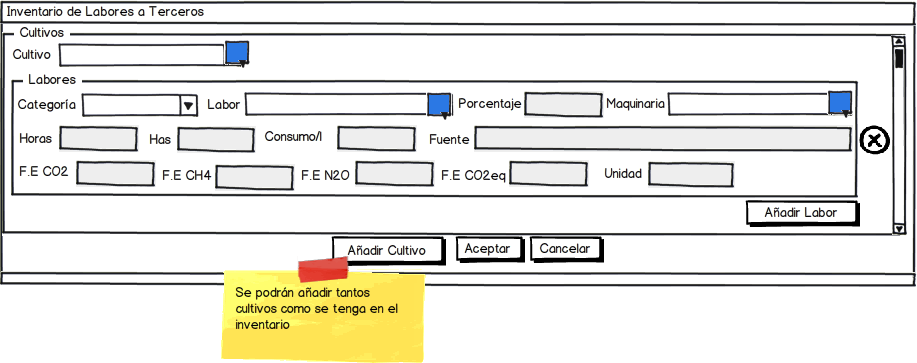 Inventario de Labores a Terceros
Cultivos
Cultivo
Labores
Categoría Labor Porcentaje Maquinaria
Horas Has Consumo/l Fuente
F.E CO2 F.E CH4 F.E N2O F.E CO2eq Unidad
Añadir Labor
Añadir Cultivo Aceptar Cancelar
Se podrán añadir tantos
cultivos como se tenga en el
inventario